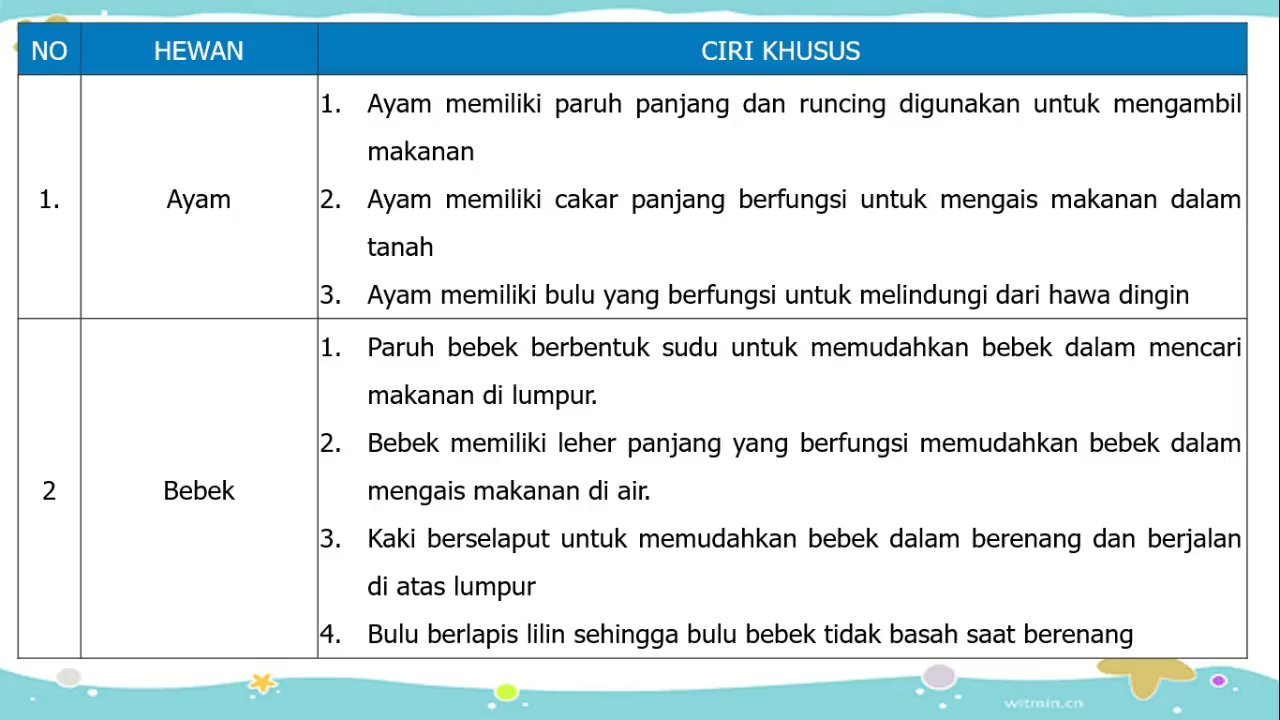 NO HEWAN CIRI KHUSUS
1. Ayam memiliki paruh panjang dan runcing digunakan untuk mengambil
makanan
1. Ayam 2. Ayam memiliki cakar panjang berfungsi untuk mengais makanan dalam
tanah
3. Ayam memiliki bulu yang berfungsi untuk melindungi dari hawa dingin
1. Paruh bebek berbentuk sudu untuk memudahkan bebek dalam mencari
makanan di lumpur.
2. Bebek memiliki leher panjang yang berfungsi memudahkan bebek dalam
2 Bebek mengais makanan di air.
3. Kaki berselaput untuk memudahkan bebek dalam berenang dan berjalan
di atas lumpur
4. Bulu berlapis lilin sehingga bulu bebek tidak basah saat berenang
witmin.cn